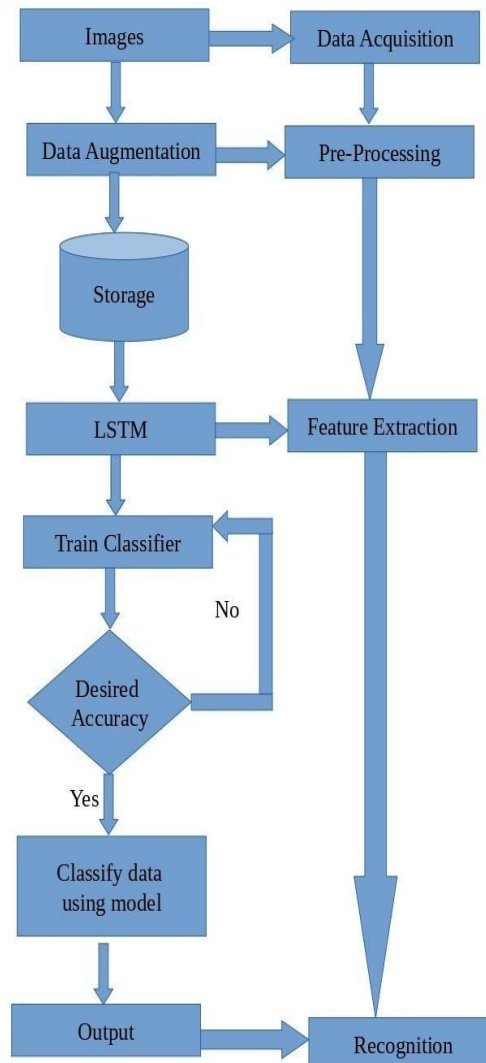 Images
Data Acquisition
Data Augmentation
Pre-Processing
Storage
LSTM
Feature Extraction
Train Classifier
No
Desired
Accuracy
Yes
Classify data
using model
Output
Recognition